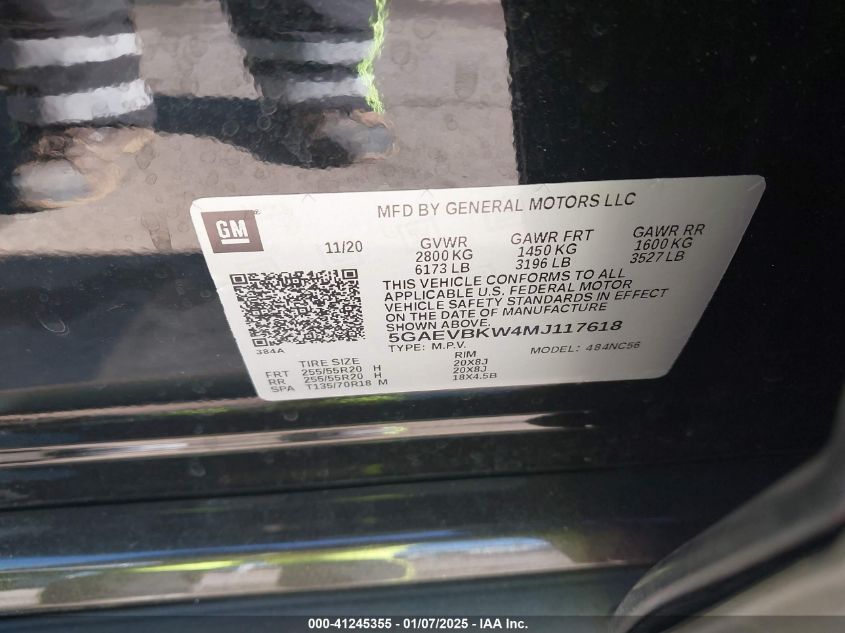 GM
MFD BY GENERAL MOTORS LLC
11/20
GVWR GAWR FRT GAWR RR
2800 KG 1450 KG 1600 KG
6173 LB 3196 LB 3527 LB
THIS VEHICLE CONFORMS TO ALL
APPLICABLE U.S. FEDERAL MOTOR
VEHICLE SAFETY STANDARDS IN EFFECT
ON THE DATE OF MANUFACTURE
SHOWN ABOVE.
5GAEVBKW4MJ117618
TYPE: M.P.V. MODEL: 484NC56
384A
TIRE SIZE RIM
FRT 255/55R20 H 20X8J
RR 255/55R20 H 20X8J
SPA T135/70R18 M 18X4.5B
000-41245355 | 01/07/2025 | IAA Inc.